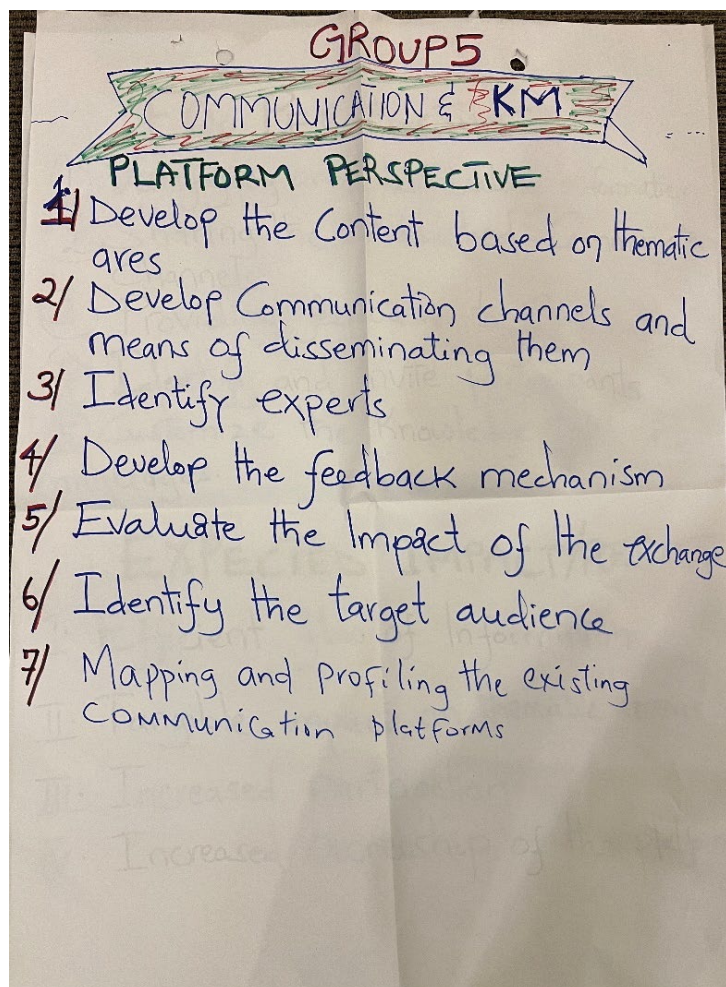 GROUP 5
COMMUNICATION & KM
PLATFORM PERSPECTIVE
1/ Develop the Content based on thematic
ares
2/ Develop Communication channels and
means of disseminating them
3/ Identify experts
4/ Develop the feedback mechanism
5/ Evaluate the Impact of the exchange
6/ Identify the target audience
7/ Mapping and profiling the existing
COMMUNICATION platforms